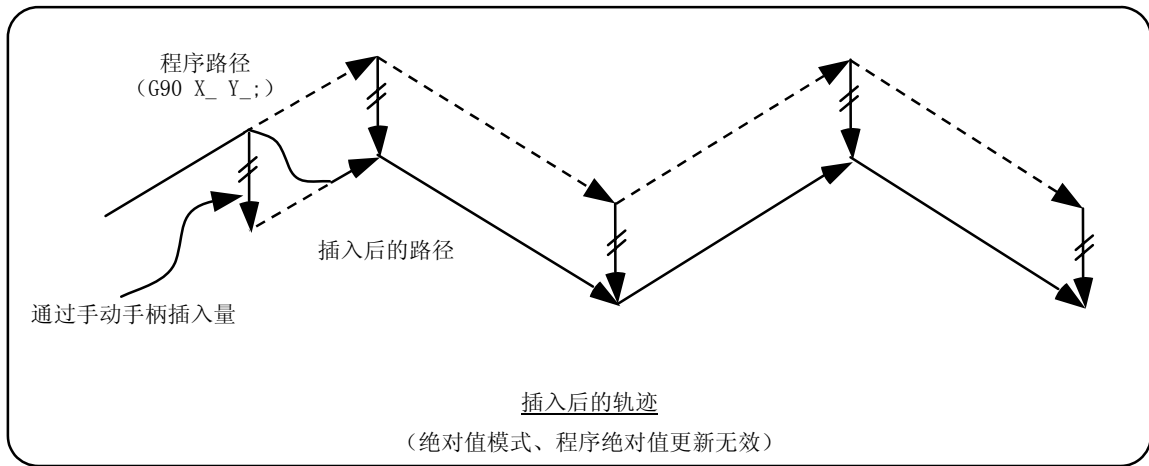 程序路径
（G90 X_ Y_;）
插入后的路径
通过手动手柄插入量
插入后的轨迹
（绝对值模式、程序绝对值更新无效）